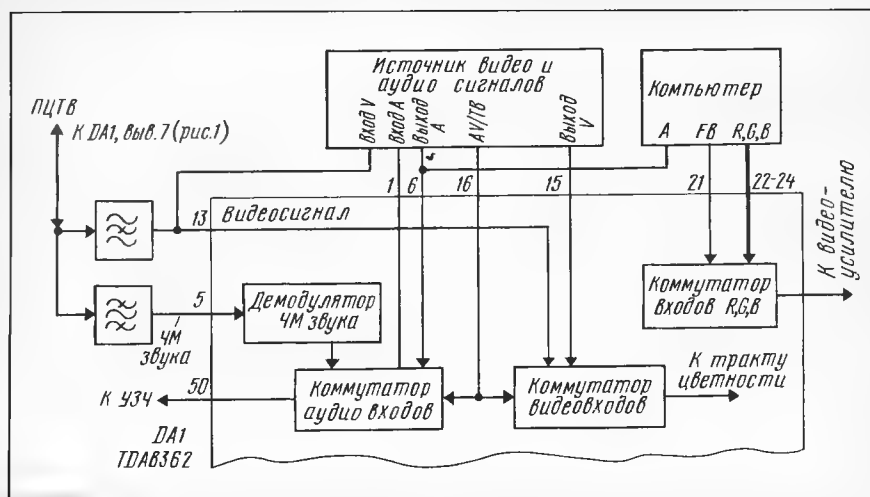 Источник видео и
аудио сигналов
Компьютер
Вход V
Вход A
Выход
A
AV/ТВ
Выход
V
A
FB
R,G,B
ПЦТВ
К DA1, выв. 7 (рис.1)
1
6
16
15
21
22-24
13
Видеосигнал
5
ЧМ
звука
Демодулятор
ЧМ звука
Коммутатор
входов R,G,B
К видео-
усилителю
50
К УЗЧ
Коммутатор
аудио входов
Коммутатор
видеовходов
К тракту
цветности
DA1
TDA8362